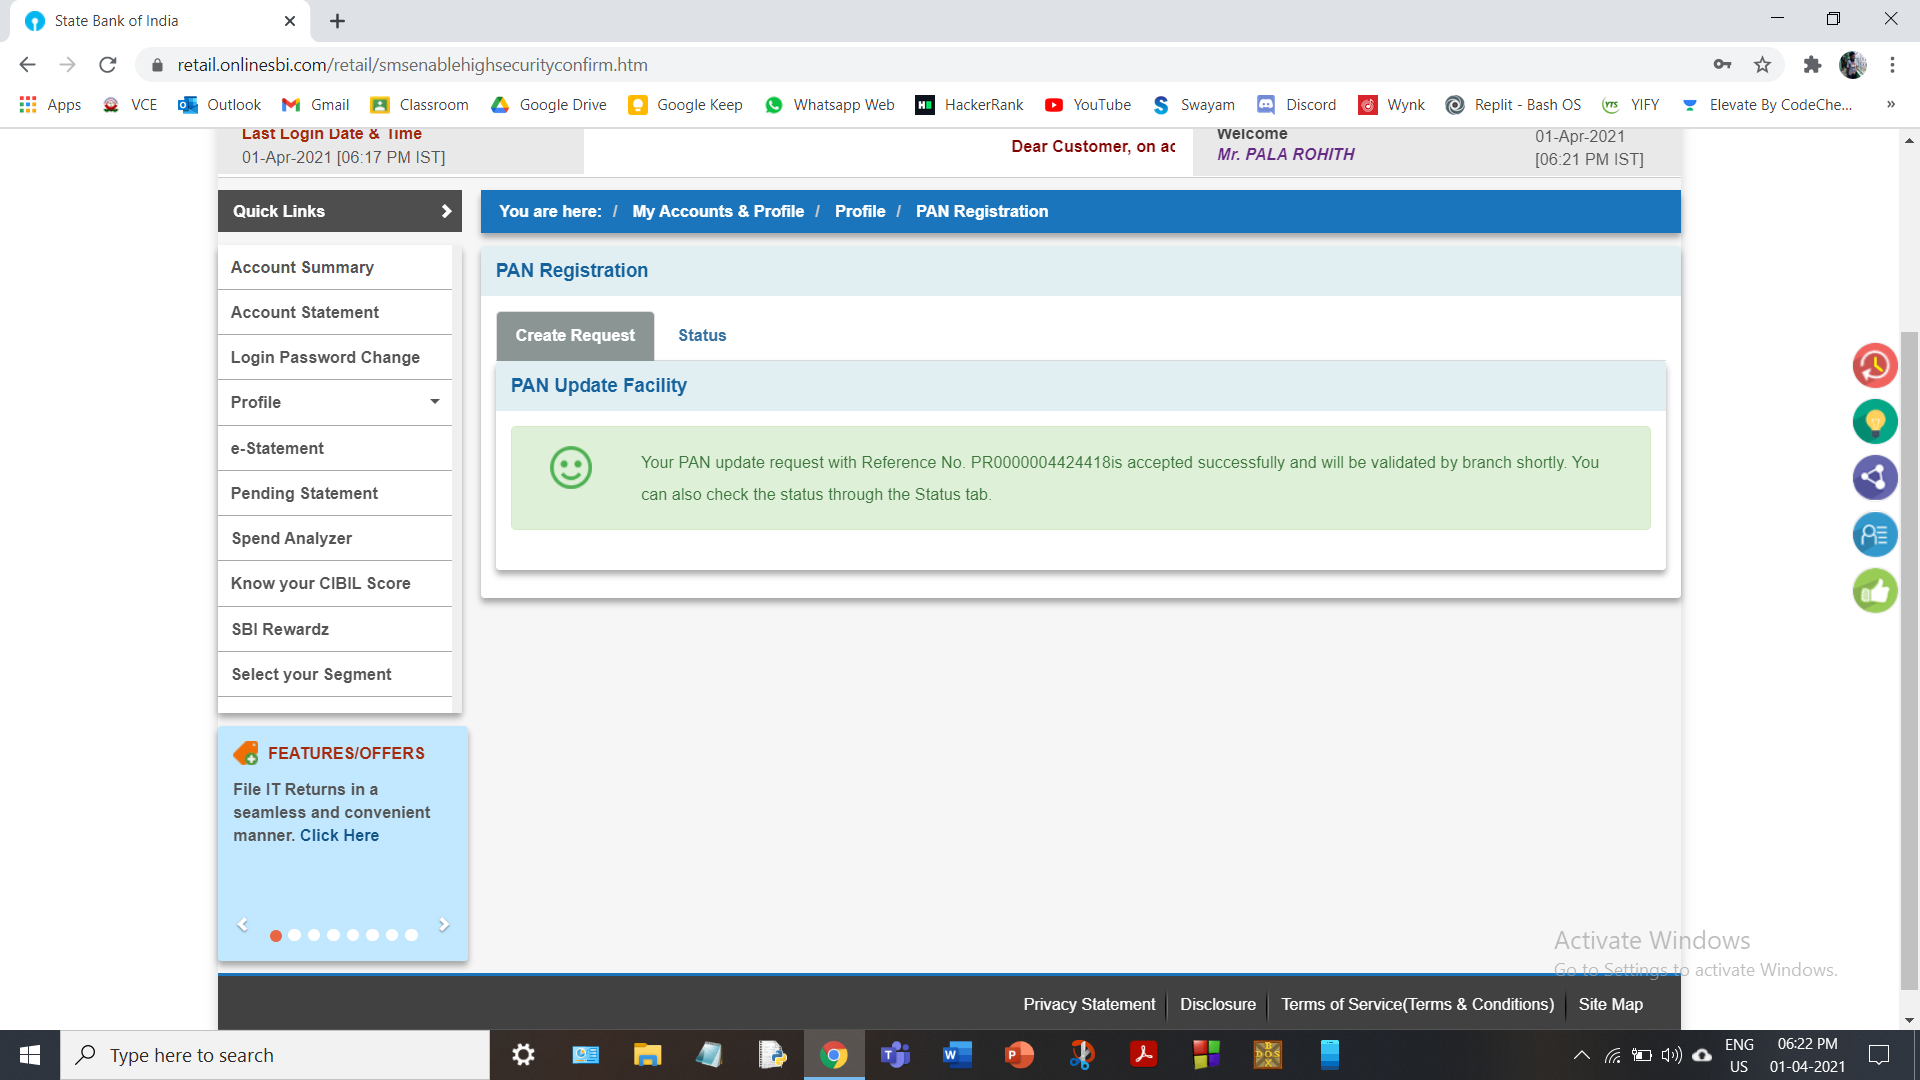 State Bank of India
retail.onlinesbi.com/retail/smsenablehighsecurityconfirm.htm
Apps VCE Outlook Gmail Classroom Google Drive Google Keep Whatsapp Web HackerRank YouTube Swayam Discord Wynk Replit - Bash OS YIFY Elevate By CodeChe... »
Last Login Date & Time
01-Apr-2021 [06:17 PM IST]
Dear Customer, on ac
Welcome
Mr. PALA ROHITH
01-Apr-2021
[06:21 PM IST]
Quick Links
You are here: / My Accounts & Profile / Profile / PAN Registration
Account Summary
Account Statement
Login Password Change
Profile
e-Statement
Pending Statement
Spend Analyzer
Know your CIBIL Score
SBI Rewardz
Select your Segment
PAN Registration
Create Request Status
PAN Update Facility
Your PAN update request with Reference No. PR0000004424418is accepted successfully and will be validated by branch shortly. You
can also check the status through the Status tab.
FEATURES/OFFERS
File IT Returns in a
seamless and convenient
manner. Click Here
Activate Windows
Go to Settings to activate Windows.
Privacy Statement Disclosure Terms of Service(Terms & Conditions) Site Map
Type here to search
ENG
US
06:22 PM
01-04-2021